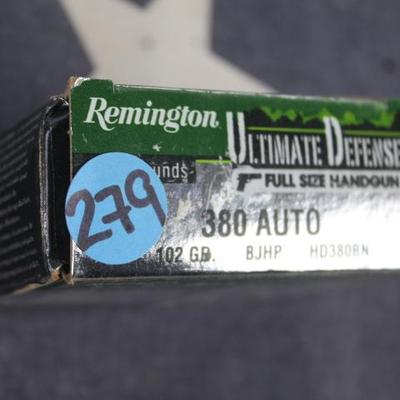 Remington
ULTIMATE DEFENSE
unds
FULL SIZE HANDGUN
279
380 AUTO
102 GR. BJHP HD380BN